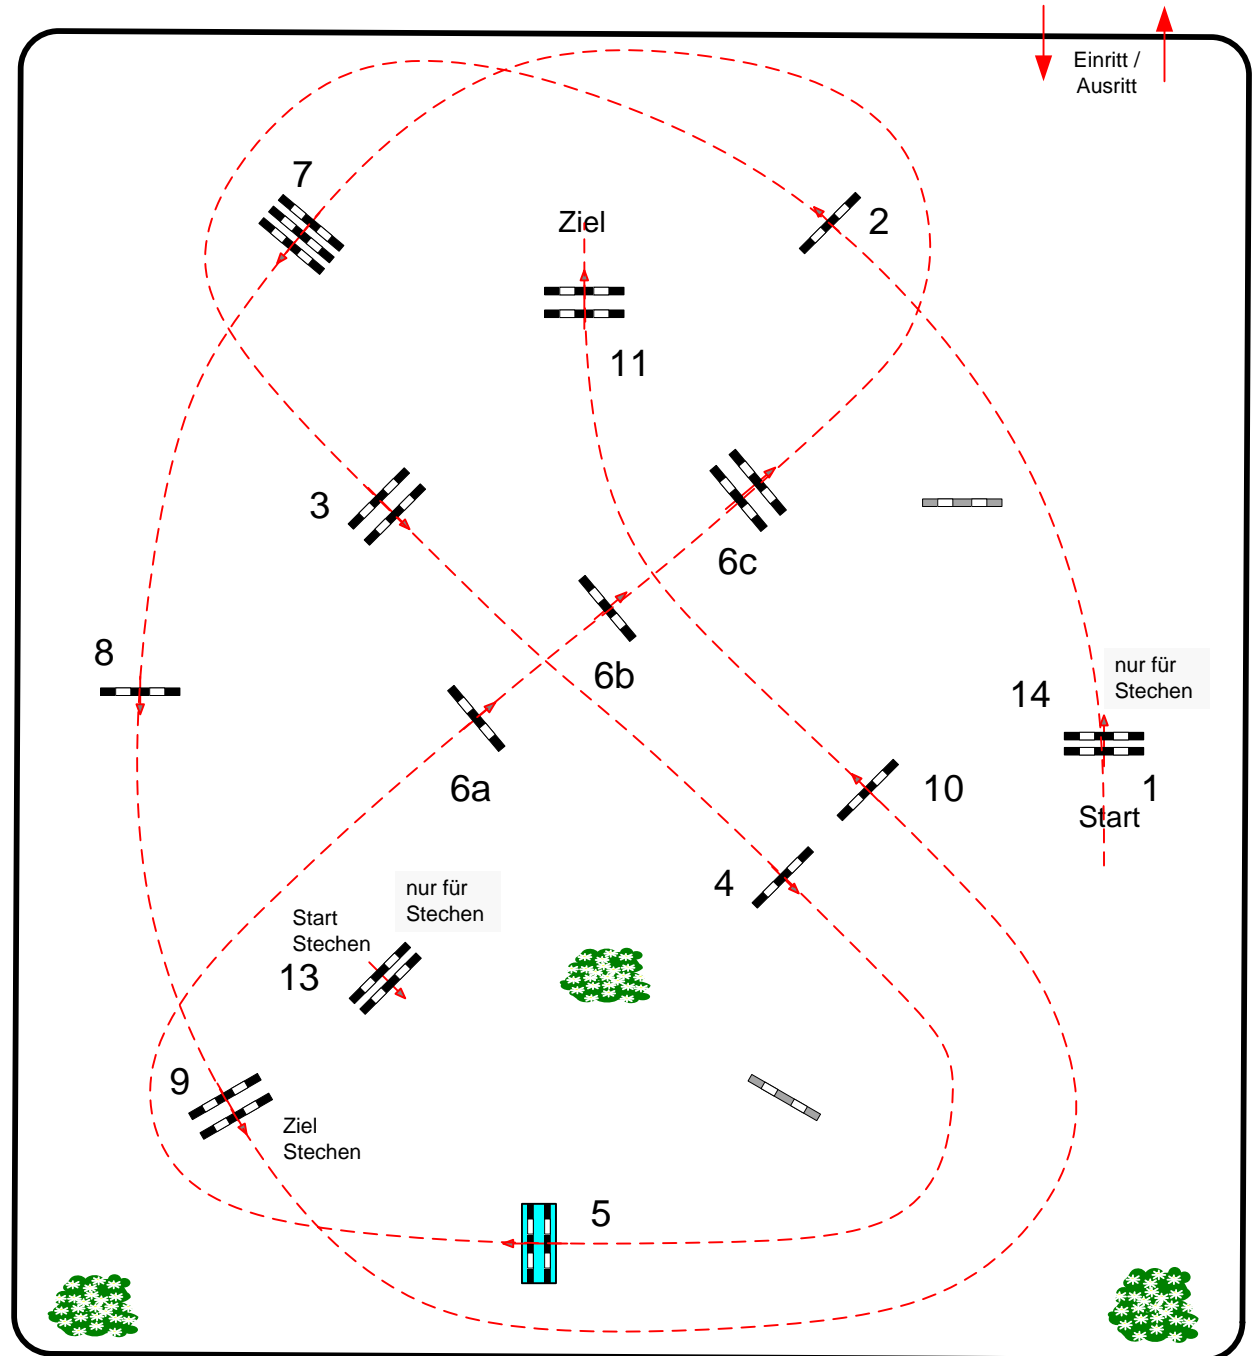 Einritt /
Ausritt
7
2
Ziel
11
3
6c
8
6b
nur für
Stechen
14
6a
10
1
Start
4
nur für
Stechen
Start
Stechen
13
9
Ziel
Stechen
5